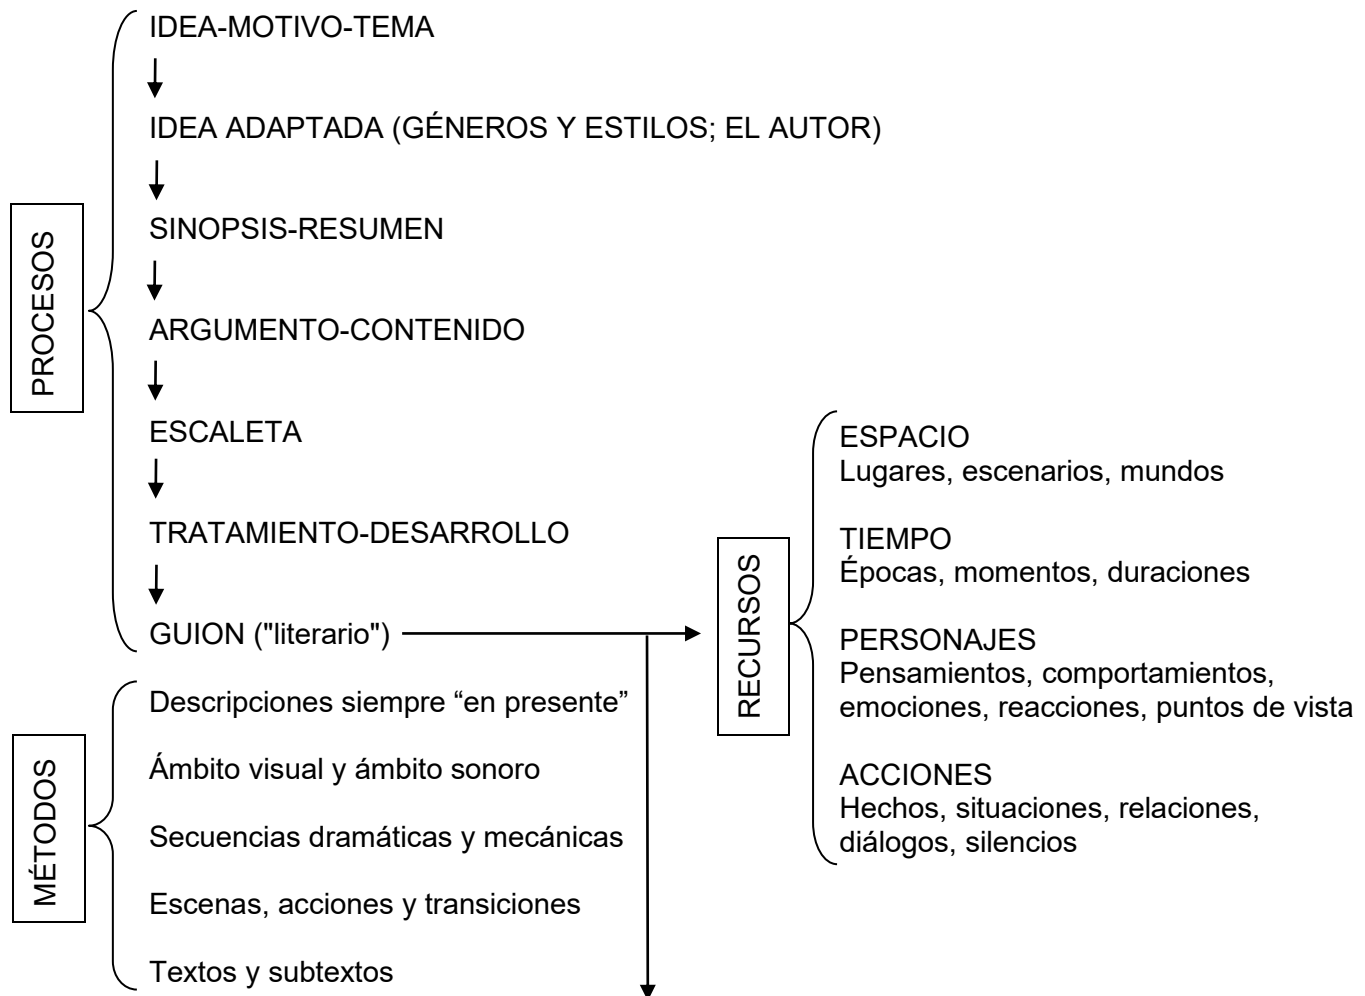 PROCESOS
IDEA-MOTIVO-TEMA
IDEA ADAPTADA (GÉNEROS Y ESTILOS; EL AUTOR)
SINOPSIS-RESUMEN
ARGUMENTO-CONTENIDO
ESCALETA
TRATAMIENTO-DESARROLLO
GUION ("literario")
MÉTODOS
Descripciones siempre “en presente”
Ámbito visual y ámbito sonoro
Secuencias dramáticas y mecánicas
Escenas, acciones y transiciones
Textos y subtextos
RECURSOS
ESPACIO
Lugares, escenarios, mundos
TIEMPO
Épocas, momentos, duraciones
PERSONAJES
Pensamientos, comportamientos,
emociones, reacciones, puntos de vista
ACCIONES
Hechos, situaciones, relaciones,
diálogos, silencios